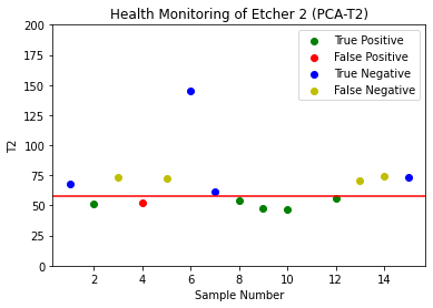 Health Monitoring of Etcher 2 (PCA-T2)
200
175
150
125
100
75
50
25
0
T2
True Positive
False Positive
True Negative
False Negative
2
4
6
8
10
12
14
Sample Number